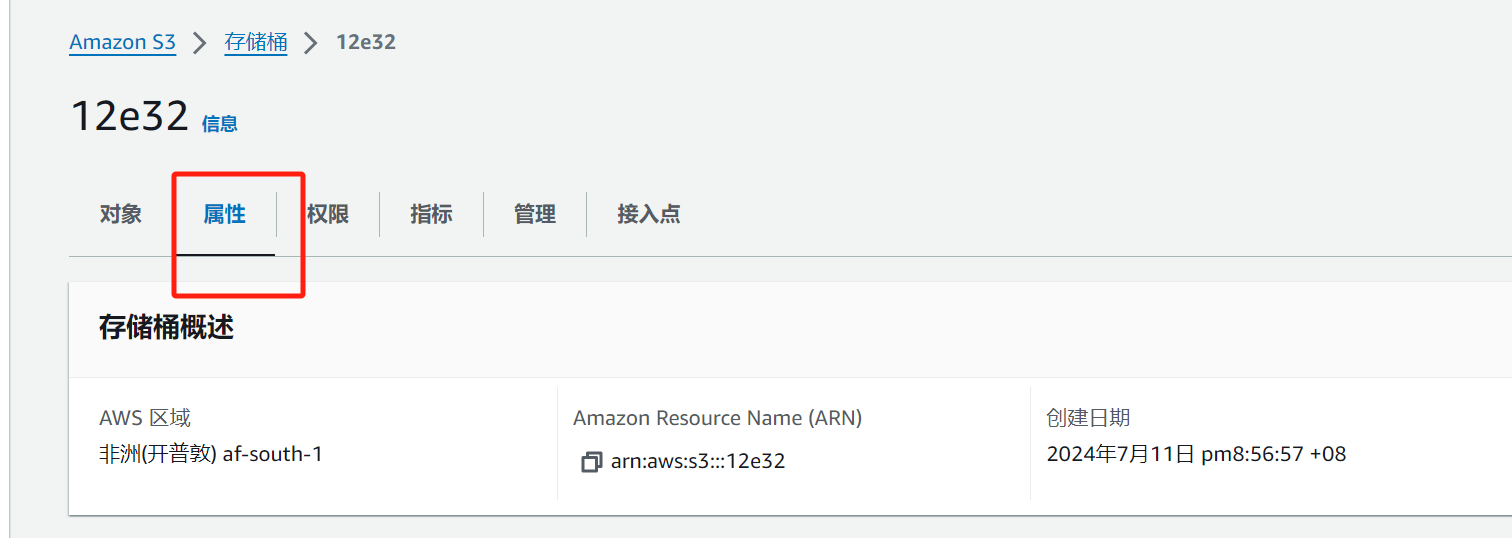 Amazon S3 > 存储桶 > 12e32
12e32 信息
对象 属性 权限 指标 管理 接入点
存储桶概述
AWS 区域
非洲(开普敦) af-south-1
Amazon Resource Name (ARN)
arn:aws:s3:::12e32
创建日期
2024年7月11日 pm8:56:57 +08